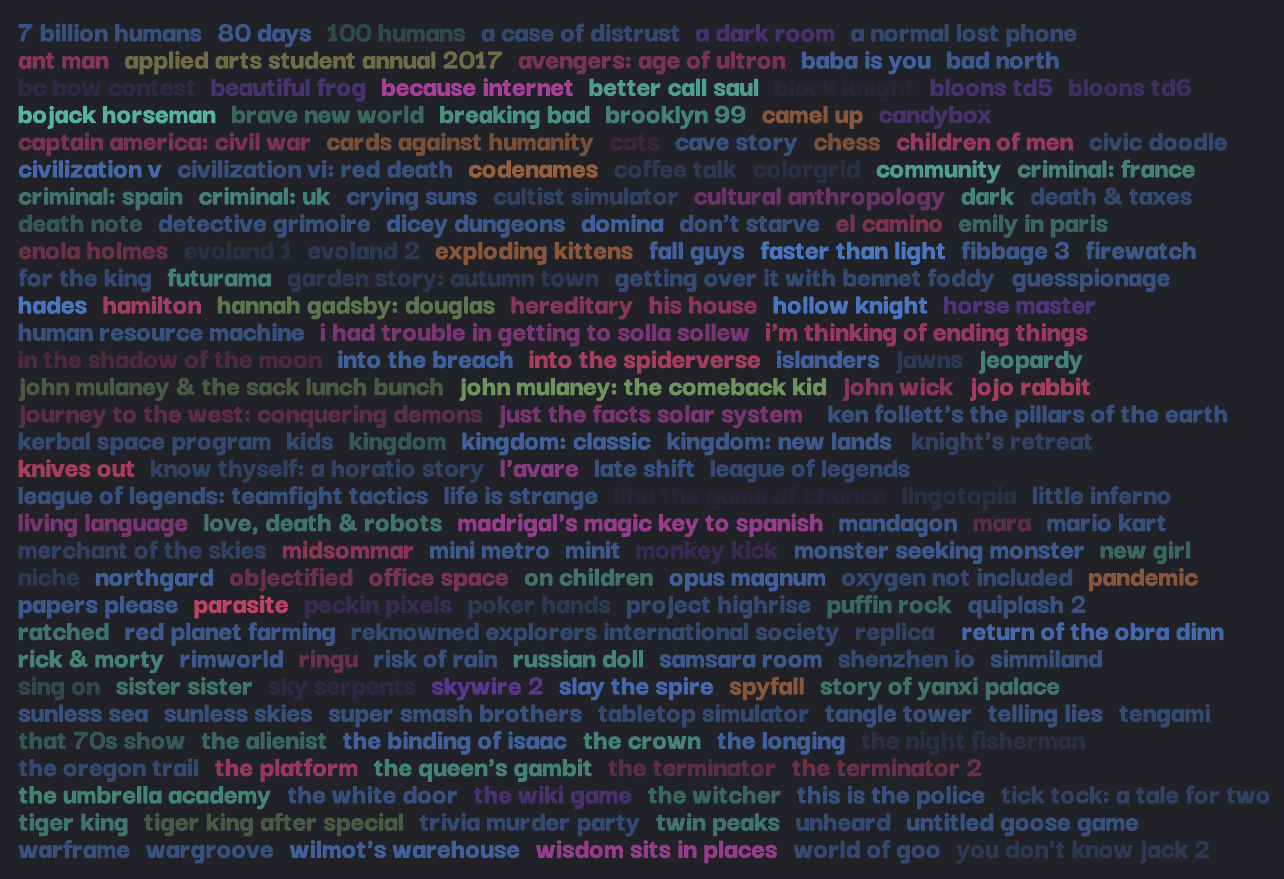 7 billion humans 80 days 100 humans a case of distrust a dark room a normal lost phone
ant man applied arts student annual 2017 avengers: age of ultron baba is you bad north
bc bow contest beautiful frog because internet better call saul black knight bloons td5 bloons td6
bojack horseman brave new world breaking bad brooklyn 99 camel up candybox
captain america: civil war cards against humanity cats cave story chess children of men civic doodle
civilization v civilization vi: red death codenames coffee talk colorgrid community criminal: france
criminal: spain criminal: uk crying suns cultist simulator cultural anthropology dark death & taxes
death note detective grimoire dicey dungeons domina don't starve el camino emily in paris
enola holmes evoland 1 evoland 2 exploding kittens fall guys faster than light fibbage 3 firewatch
for the king futurama garden story: autumn town getting over it with bennet foddy guesspionage
hades hamilton hannah gadsby: douglas hereditary his house hollow knight horse master
human resource machine i had trouble in getting to solla sollew i'm thinking of ending things
in the shadow of the moon into the breach into the spiderverse islanders jawns jeopardy
john mulaney & the sack lunch bunch john mulaney: the comeback kid john wick jojo rabbit
journey to the west: conquering demons just the facts solar system ken follett's the pillars of the earth
kerbal space program kids kingdom kingdom: classic kingdom: new lands knight's retreat
knives out know thyself: a horatio story l'avare late shift league of legends
league of legends: teamfight tactics life is strange life: the game of chance lingotopia little inferno
living language love, death & robots madrigal's magic key to spanish mandagon mara mario kart
merchant of the skies midsommar mini metro minit monkey kick monster seeking monster new girl
niche northgard objectified office space on children opus magnum oxygen not included pandemic
papers please parasite peckin pixels poker hands project highrise puffin rock quiplash 2
ratched red planet farming reknowned explorers international society replica return of the obra dinn
rick & morty rimworld ringu risk of rain russian doll samsara room shenzhen io simmiland
sing on sister sister sky serpents skywire 2 slay the spire spyfall story of yanxi palace
sunless sea sunless skies super smash brothers tabletop simulator tangle tower telling lies tengami
that 70s show the alienist the binding of isaac the crown the longing the night fisherman
the oregon trail the platform the queen's gambit the terminator the terminator 2
the umbrella academy the white door the wiki game the witcher this is the police tick tock: a tale for two
tiger king tiger king after special trivia murder party twin peaks unheard untitled goose game
warframe wargroove wilmot's warehouse wisdom sits in places world of goo you don't know jack 2